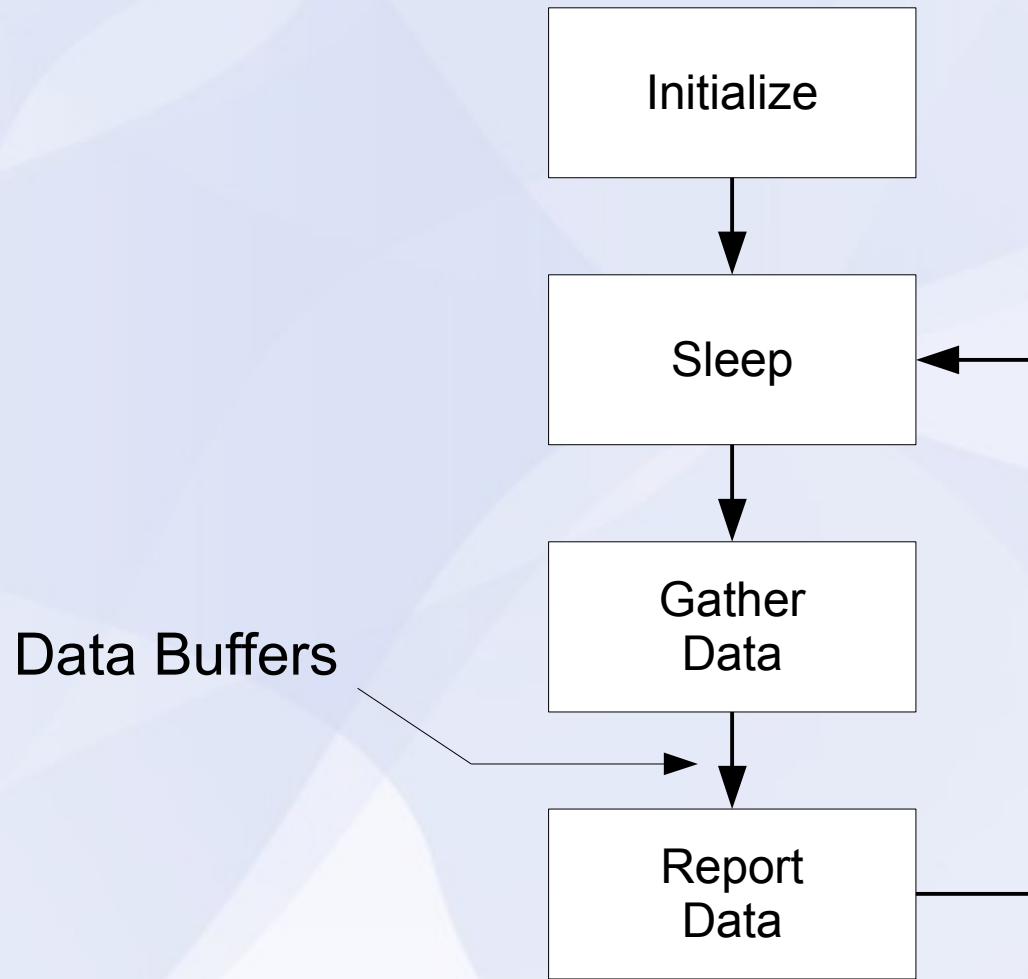 Initialize
Sleep
Gather
Data
Data Buffers
Report
Data